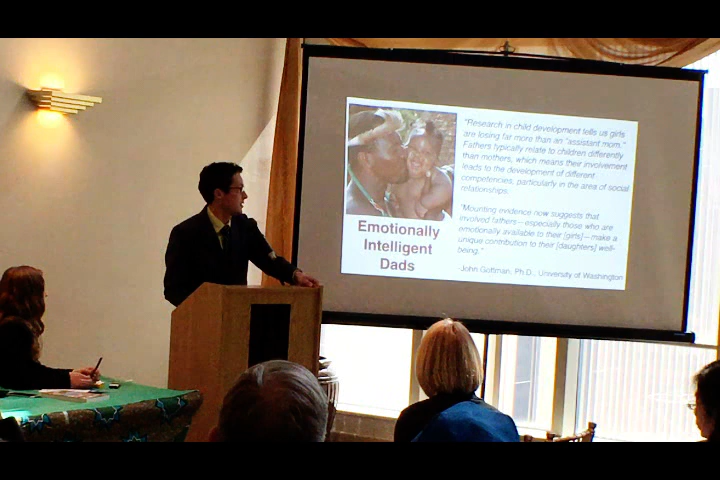 "Research in child development tells us girls
are losing far more than an "assistant mom."
Fathers typically relate to children differently
than mothers, which means their involvement
leads to the development of different
competencies, particularly in the area of social
relationships.
"Mounting evidence now suggests that
involved fathers—especially those who are
emotionally available to their [girls]—make a
unique contribution to their [daughters] well-
being."
John Gottman, Ph.D., University of Washington
Emotionally
Intelligent
Dads